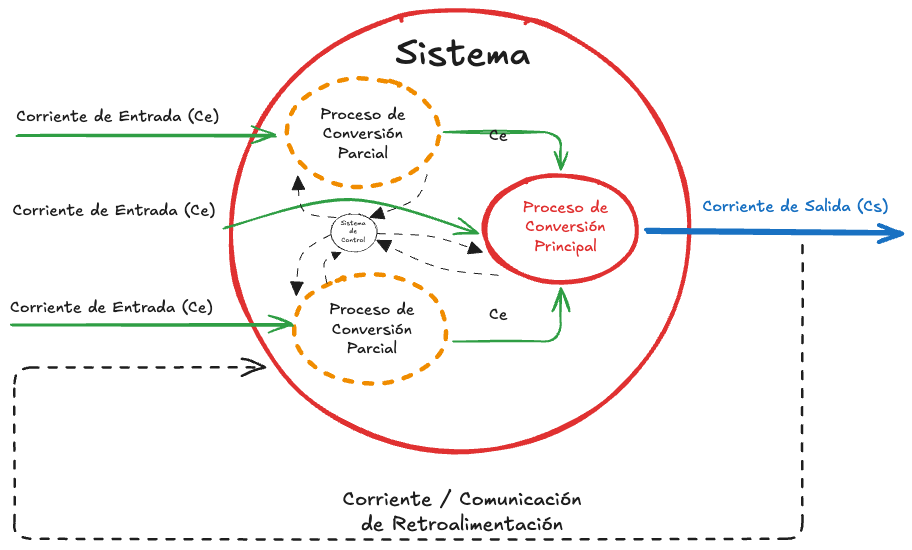 Sistema
Corriente de Entrada (Ce)
Proceso de
Conversión
Parcial
Ce
Corriente de Entrada (Ce)
Sistema
de
Control
Proceso de
Conversión
Principal
Corriente de Salida (Cs)
Corriente de Entrada (Ce)
Proceso de
Conversión
Parcial
Ce
Corriente / Comunicación
de Retroalimentación